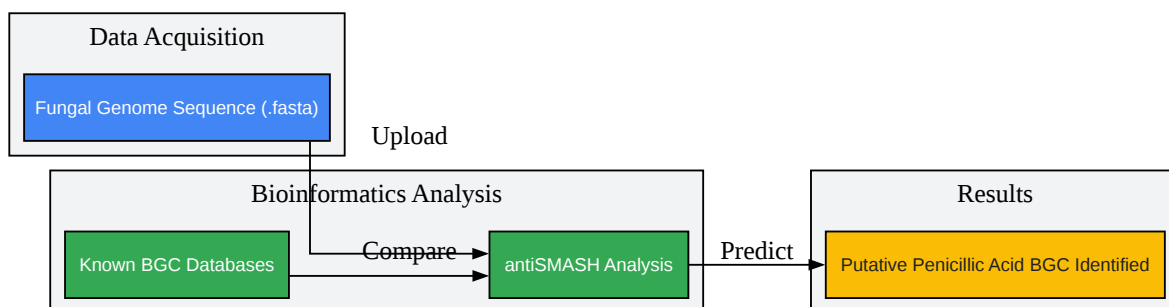 Data Acquisition
Fungal Genome Sequence (.fasta)
Upload
Bioinformatics Analysis
Known BGC Databases
Compare
antiSMASH Analysis
Predict
Results
Putative Penicillic Acid BGC Identified